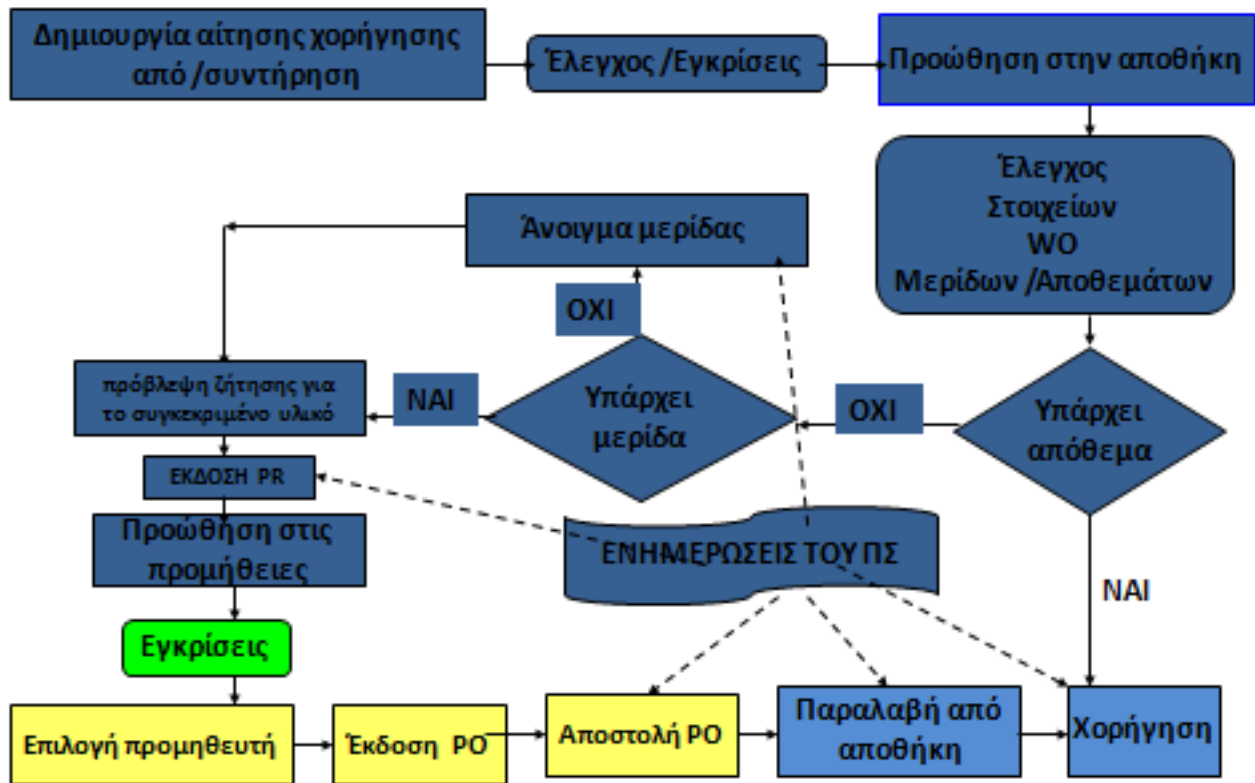 Δημιουργία αίτησης χορήγησης
από /συντήρηση
Έλεγχος /Εγκρίσεις
Προώθηση στην αποθήκη
Έλεγχος
Στοιχείων
WO
Μερίδων /Αποθεμάτων
Άνοιγμα μερίδας
ΟΧΙ
πρόβλεψη ζήτησης για
το συγκεκριμένο υλικό
ΝΑΙ
Υπάρχει
μερίδα
ΟΧΙ
Υπάρχει
απόθεμα
ΕΚΔΟΣΗ PR
Προώθηση στις
προμήθειες
ΕΝΗΜΕΡΩΣΕΙΣ ΤΟΥ ΠΣ
ΝΑΙ
Εγκρίσεις
Επιλογή προμηθευτή
Έκδοση PO
Αποστολή PO
Παραλαβή από
αποθήκη
Χορήγηση